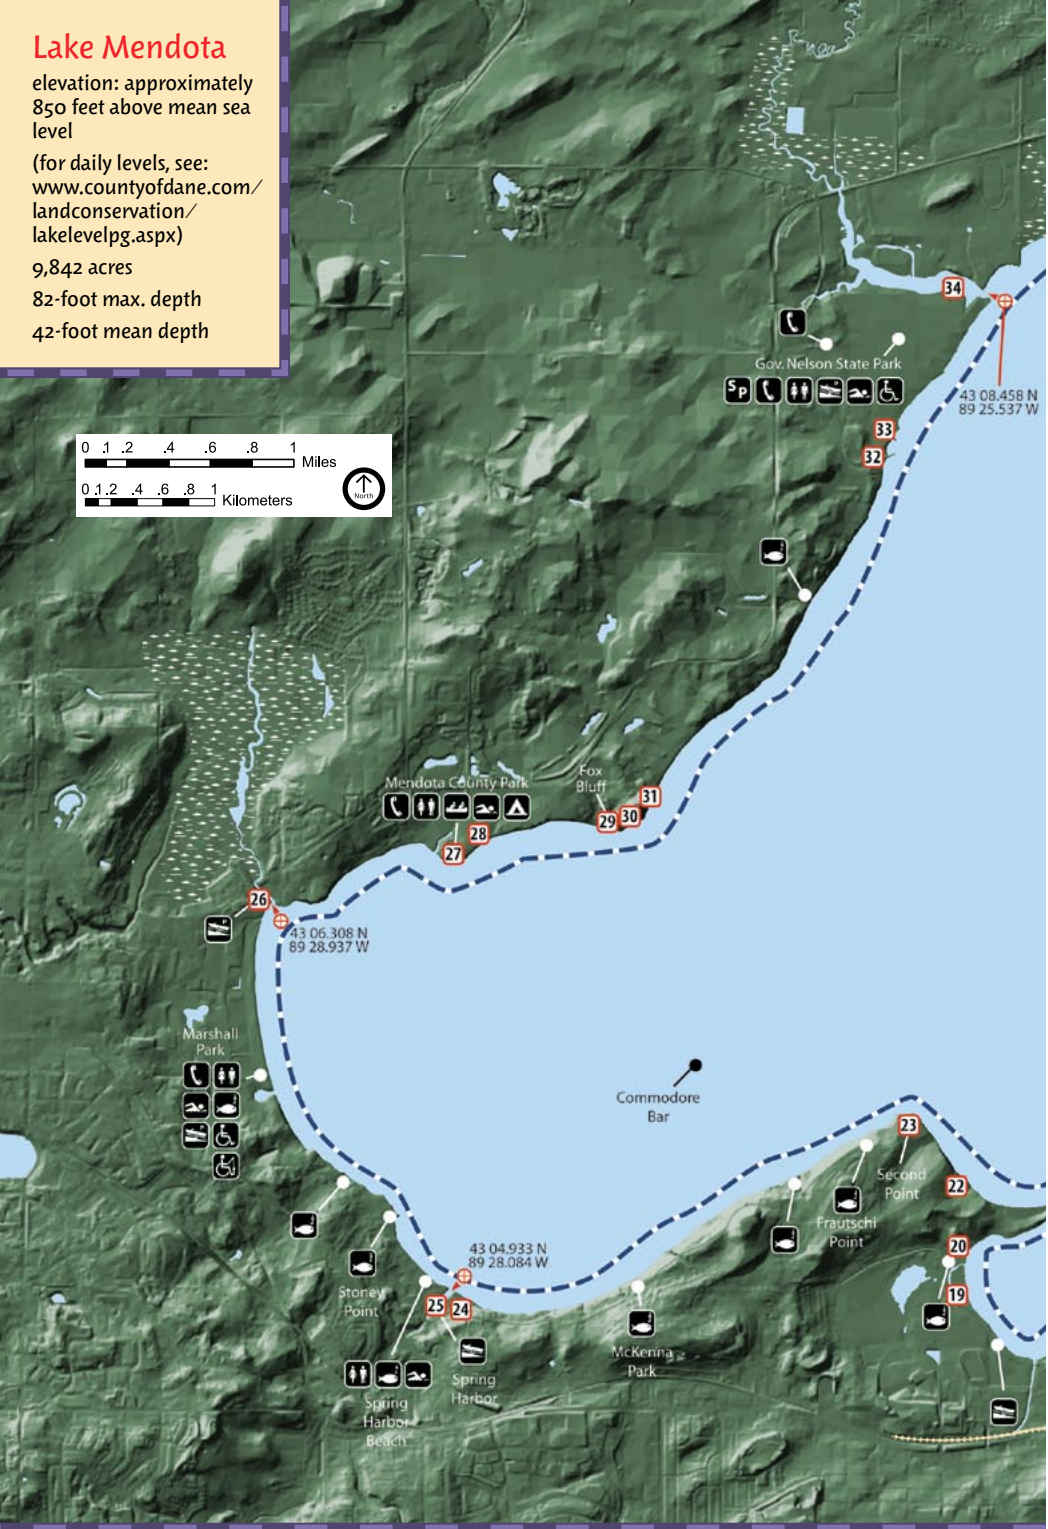 Lake Mendota
elevation: approximately
850 feet above mean sea
level
(for daily levels, see:
www.countyofdane.com/
landconservation/
lakelevelpg.aspx)
9,842 acres
82-foot max. depth
42-foot mean depth
0 .1 .2 .4 .6 .8 1
Miles
0 .1 .2 .4 .6 .8 1
Kilometers
North
34
Gov. Nelson State Park
SP
43 08.458 N
89 25.537 W
33
32
Fox
Bluff
Mendota County Park
31
30
29
28
27
26
43 06.308 N
89 28.937 W
Marshall
Park
Commodore
Bar
23
Second
Point
22
Frautschi
Point
20
19
43 04.933 N
89 28.084 W
Stoney
Point
25
24
McKenna
Park
Spring
Harbor
Spring
Harbor
Beach